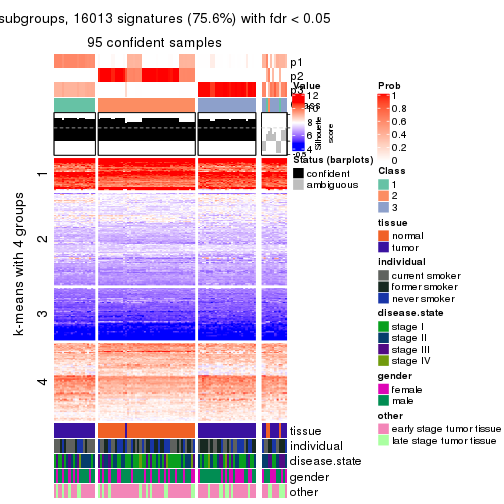 subgroups, 16013 signatures (75.6%) with fdr < 0.05
95 confident samples
p1
p2
p3
Class
1
2
3
4
k-means with 4 groups
Silhouette
score
tissue
individual
disease.state
gender
other
Value
12
10
8
6
4
Status (barplots)
confident
ambiguous
Prob
1
0.8
0.6
0.4
0.2
0
Class
1
2
3
tissue
normal
tumor
individual
current smoker
former smoker
never smoker
disease.state
stage I
stage II
stage III
stage IV
gender
female
male
other
early stage tumor tissue
late stage tumor tissue